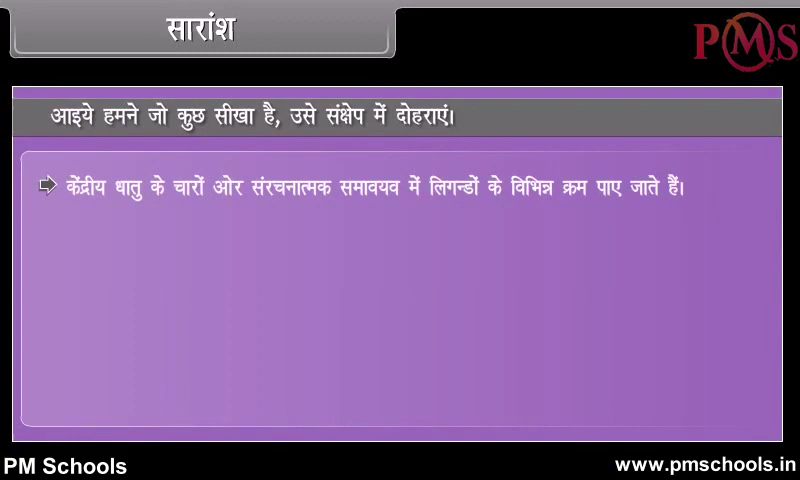 सारांश
PMS
आइये हमने जो कुछ सीखा है, उसे संक्षेप में दोहराएं।
केंद्रीय धातु के चारों ओर संरचनात्मक समावयव में लिगन्डों के विभिन्न क्रम पाए जाते हैं।
PM Schools
www.pmschools.in